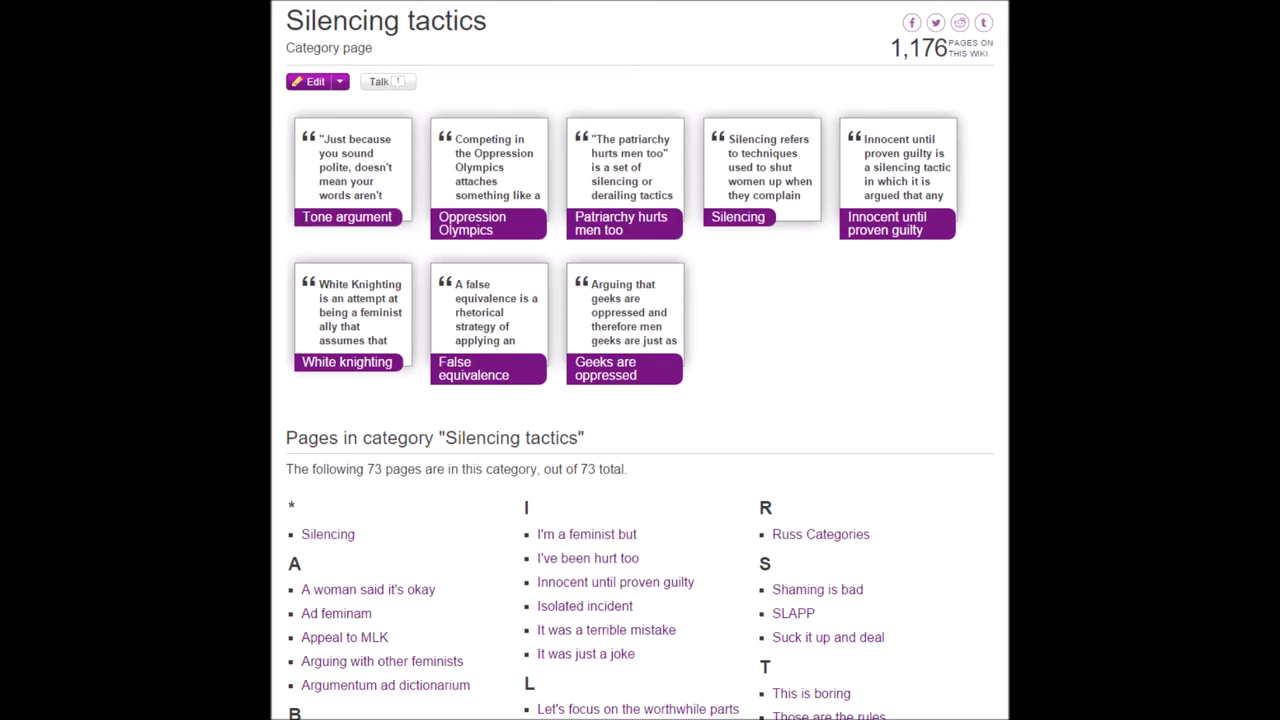 Silencing tactics
Category page
1,176 PAGES ON
THIS WIKI
Edit
Talk 1
“ "Just because
you sound
polite, doesn't
mean your
words aren't
Tone argument
“ Competing in
the Oppression
Olympics
attaches
something like a
Oppression
Olympics
“ "The patriarchy
hurts men too"
is a set of
silencing or
derailing tactics
Patriarchy hurts
men too
“ Silencing refers
to techniques
used to shut
women up when
they complain
Silencing
“ Innocent until
proven guilty is
a silencing tactic
in which it is
argued that any
Innocent until
proven guilty
“ White Knighting
is an attempt at
being a feminist
ally that
assumes that
White knighting
“ A false
equivalence is a
rhetorical
strategy of
applying an
False
equivalence
“ Arguing that
geeks are
oppressed and
therefore men
geeks are just as
Geeks are
oppressed
Pages in category "Silencing tactics"
The following 73 pages are in this category, out of 73 total.
*
Silencing
A
A woman said it's okay
Ad feminam
Appeal to MLK
Arguing with other feminists
Argumentum ad dictionarium
B
I
I'm a feminist but
I've been hurt too
Innocent until proven guilty
Isolated incident
It was a terrible mistake
It was just a joke
L
Let's focus on the worthwhile parts
R
Russ Categories
S
Shaming is bad
SLAPP
Suck it up and deal
T
This is boring
Those are the rules